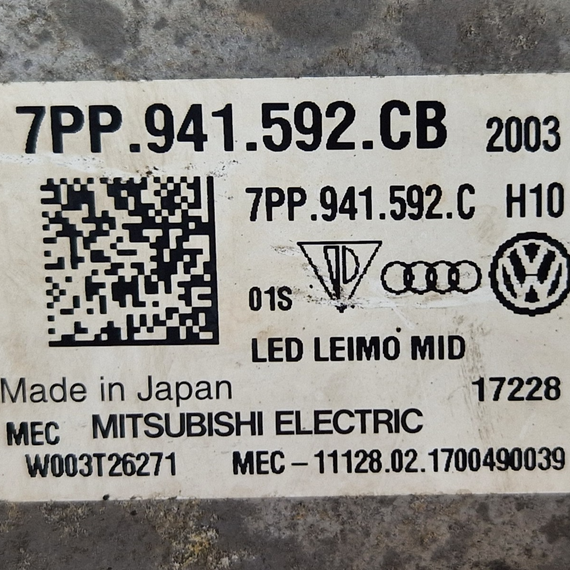 7PP.941.592.CB 2003
7PP.941.592.C H10
01S
LED LEIMO MID
Made in Japan 17228
MEC MITSUBISHI ELECTRIC
W003T26271 MEC-11128.02.1700490039